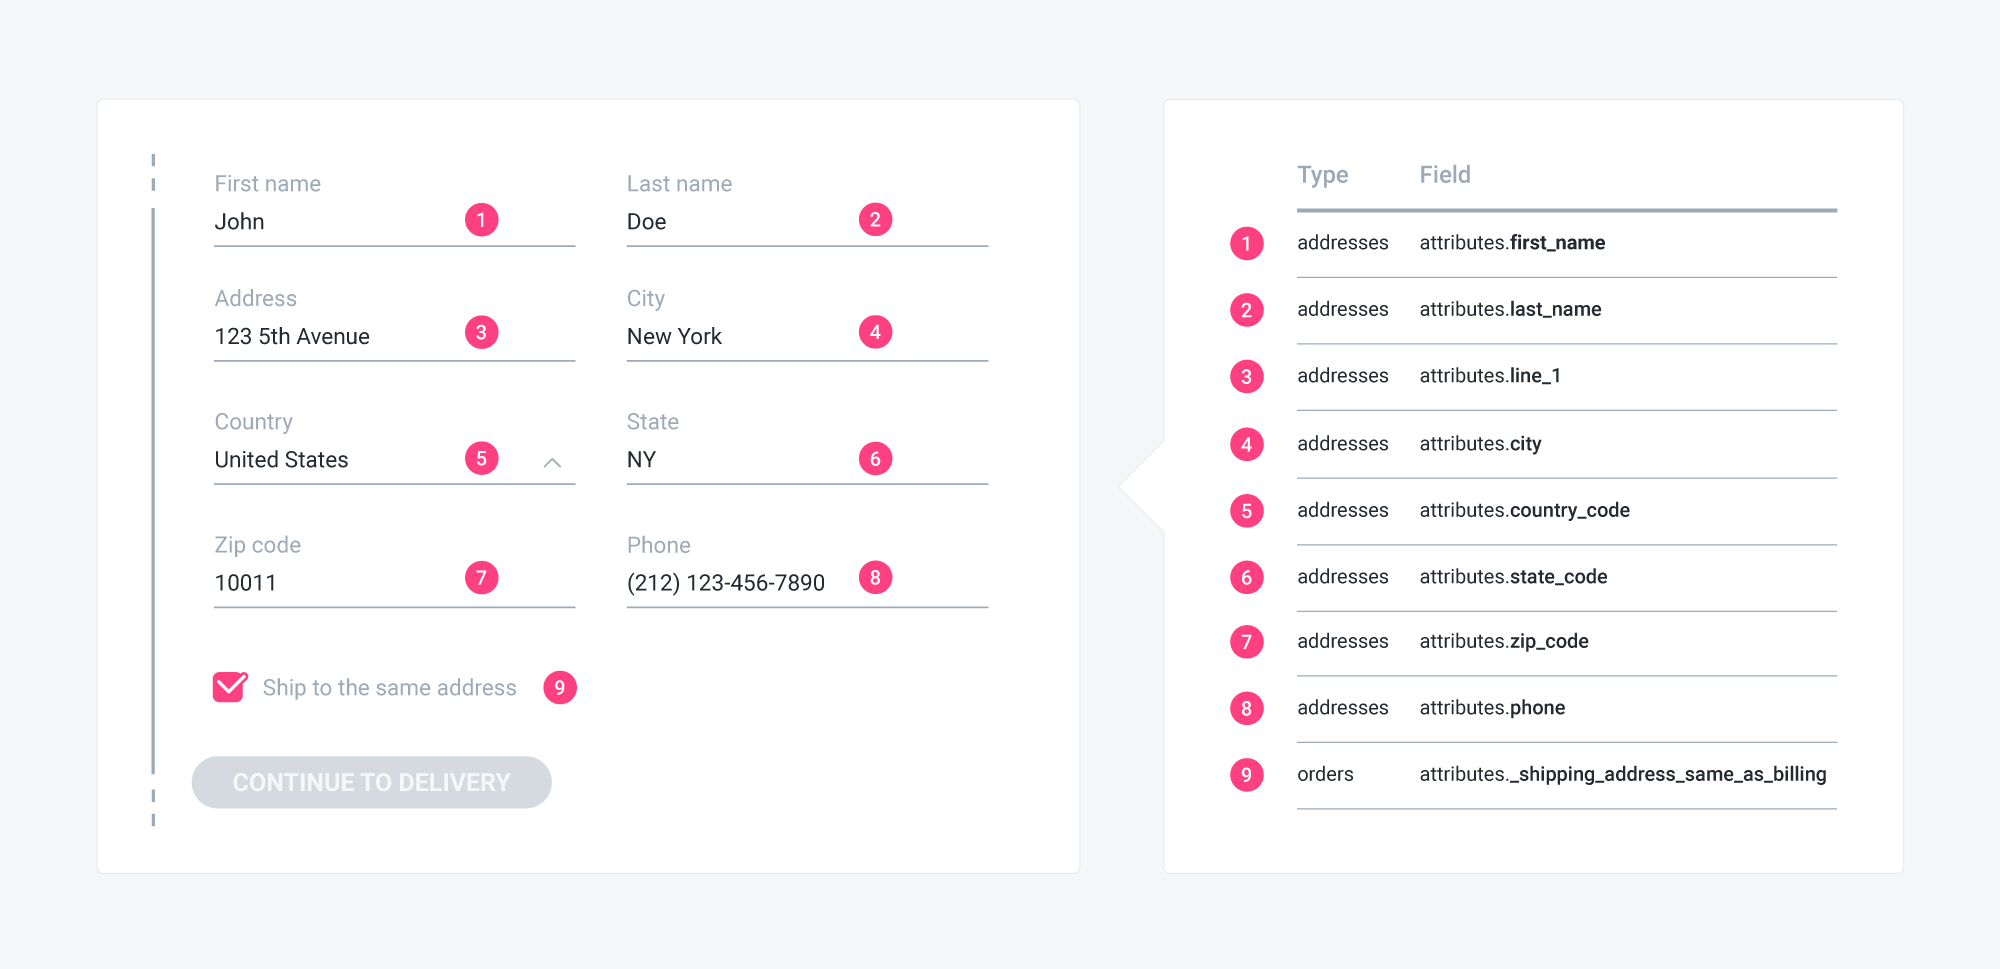 First name
Last name
John 1
Doe 2
Address
City
123 5th Avenue 3
New York 4
Country
State
United States 5
NY 6
Zip code
Phone
10011 7
(212) 123-456-7890 8
Ship to the same address 9
CONTINUE TO DELIVERY
Type Field
1 addresses attributes.first_name
2 addresses attributes.last_name
3 addresses attributes.line_1
4 addresses attributes.city
5 addresses attributes.country_code
6 addresses attributes.state_code
7 addresses attributes.zip_code
8 addresses attributes.phone
9 orders attributes._shipping_address_same_as_billing